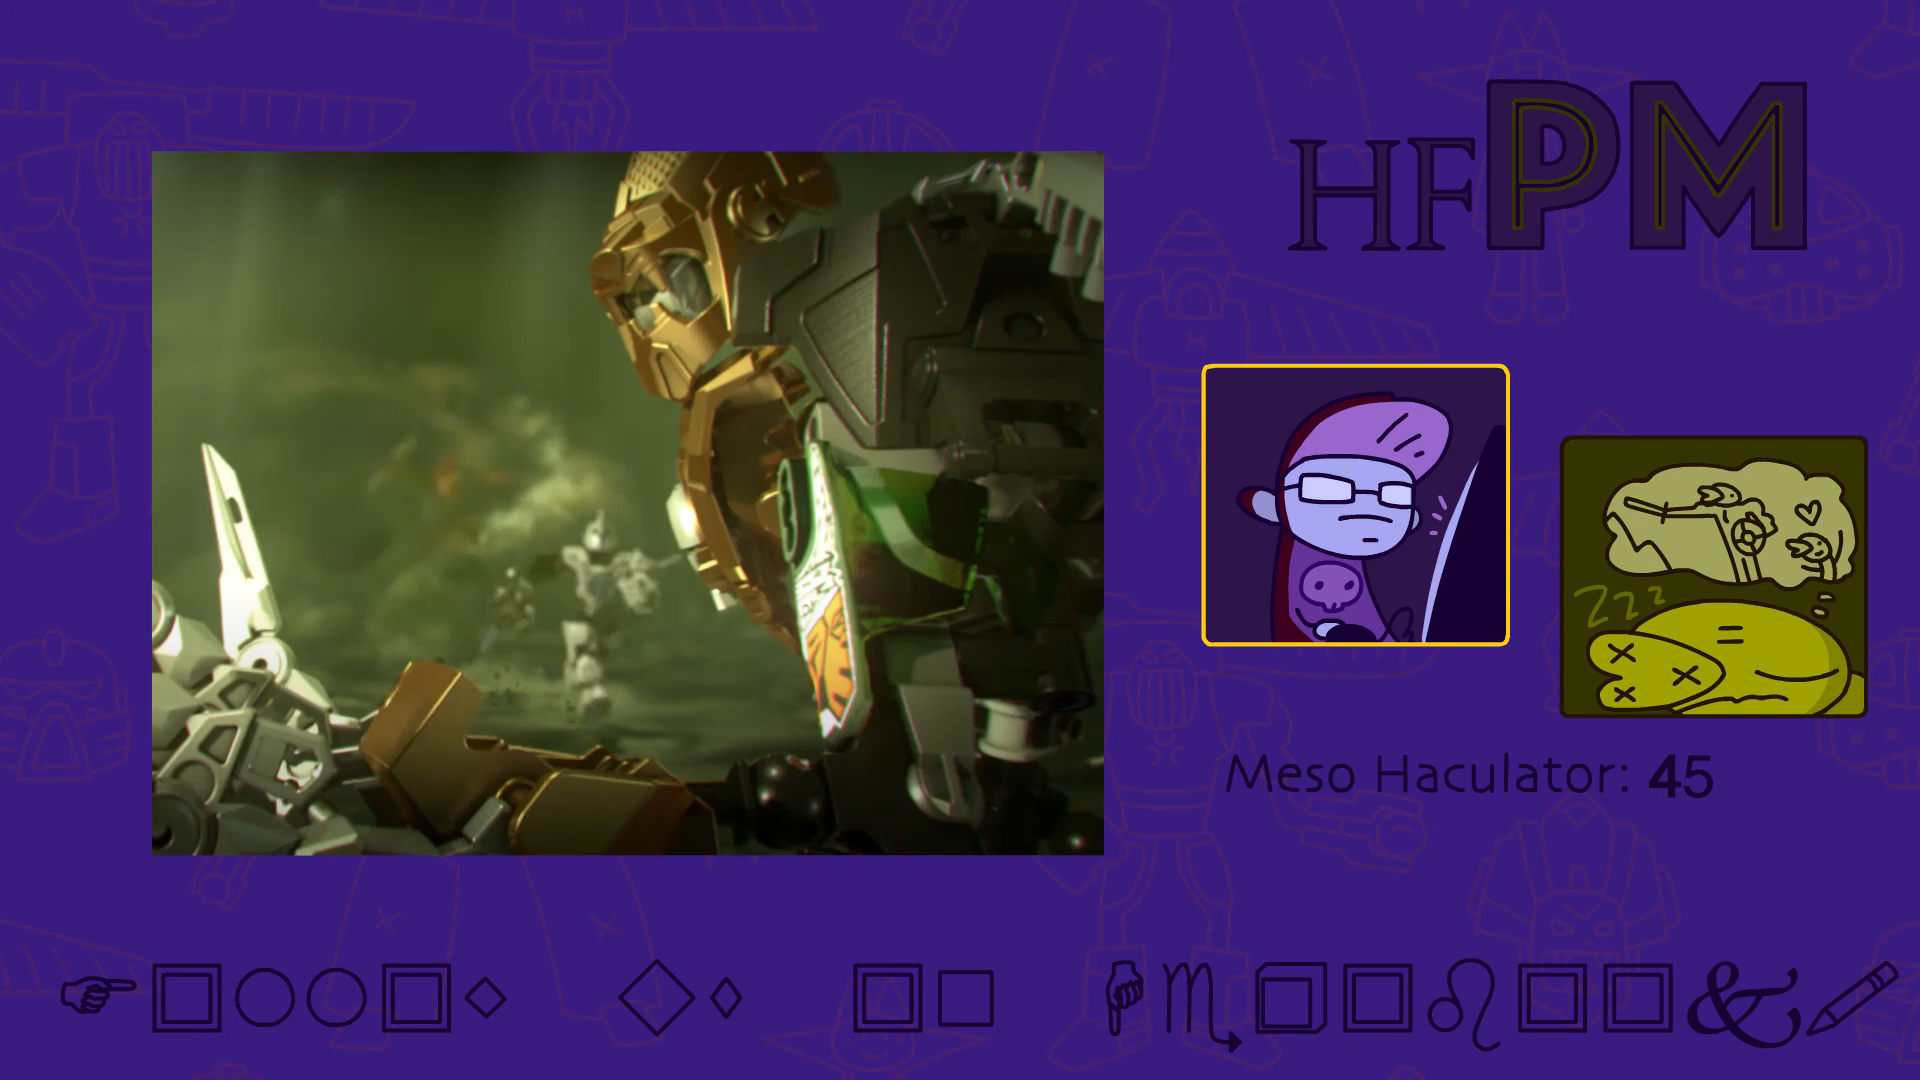 HFPM
Z z z
Meso Haculator: 45
☞□●●□⬥ ◆⬧ □■ ☟♏❒□♌□□🙵✏